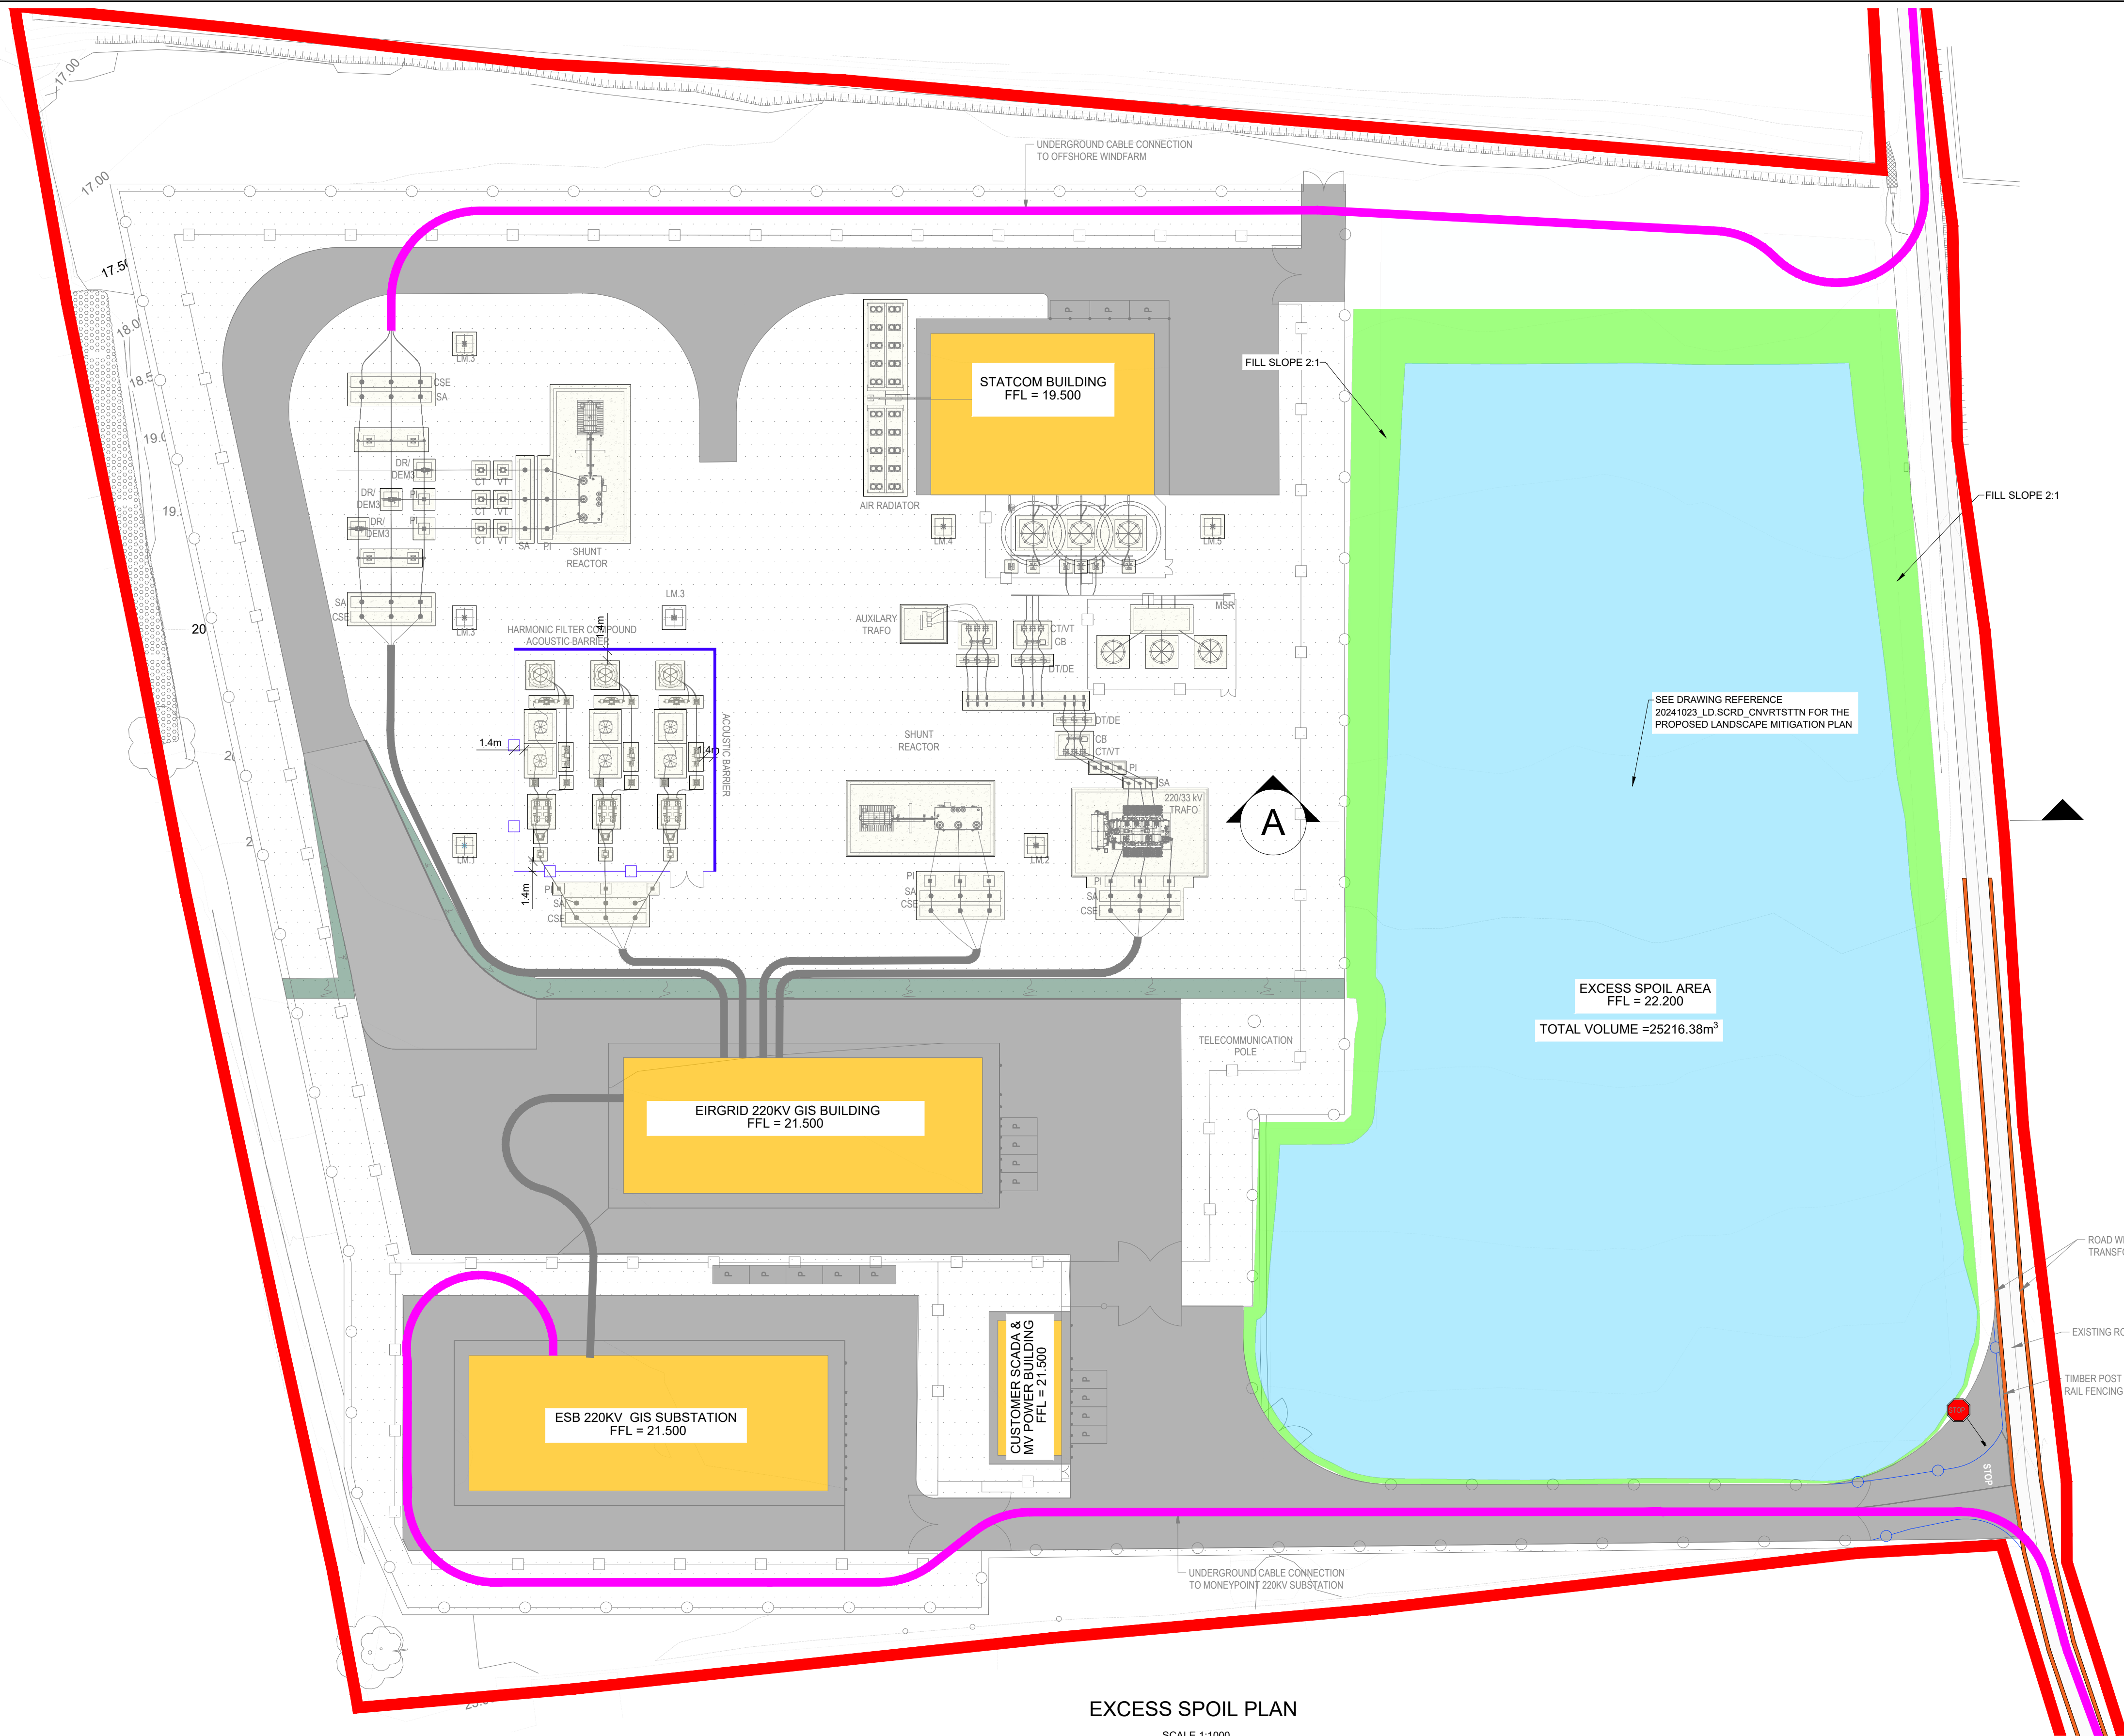 17.00
UNDERGROUND CABLE CONNECTION
TO OFFSHORE WINDFARM
17.00
17.5
18.0
18.5
19.0
19.
20
2
P
P
P
LM.3
CSE
SA
STATCOM BUILDING
FFL = 19.500
FILL SLOPE 2:1
FILL SLOPE 2:1
DR/
DEM3
DR/
DEM3
PI
DR/
DEM3
PI
CT
VT
CT
VT
CT
VT
SA
PI
SHUNT
REACTOR
AIR RADIATOR
LM.4
LM.5
SA
CSE
LM.3
LM.3
HARMONIC FILTER COMPOUND
ACOUSTIC BARRIER
1.4m
AUXILARY
TRAFO
CT/VT
CB
DT/DE
MSR
1.4m
1.4m
ACOUSTIC BARRIER
SHUNT
REACTOR
DT/DE
CB
CT/VT
PI
SA
220/33 kV
TRAFO
SEE DRAWING REFERENCE
20241023_LD.SCRD_CNVRTSTTN FOR THE
PROPOSED LANDSCAPE MITIGATION PLAN
A
LM.1
LM.2
1.4m
PI
SA
CSE
PI
SA
CSE
PI
SA
CSE
EXCESS SPOIL AREA
FFL = 22.200
TOTAL VOLUME =25216.38m³
TELECOMMUNICATION
POLE
EIRGRID 220KV GIS BUILDING
FFL = 21.500
P
P
P
P
P
P
P
P
P
ROAD
TRANSF
EXISTING
TIMBER POST
RAIL FENCING
CUSTOMER SCADA &
MV POWER BUILDING
FFL = 21.500
P
P
P
P
ESB 220KV GIS SUBSTATION
FFL = 21.500
STOP
STOP
UNDERGROUND CABLE CONNECTION
TO MONEYPOINT 220KV SUBSTATION
EXCESS SPOIL PLAN
SCALE 1:1000